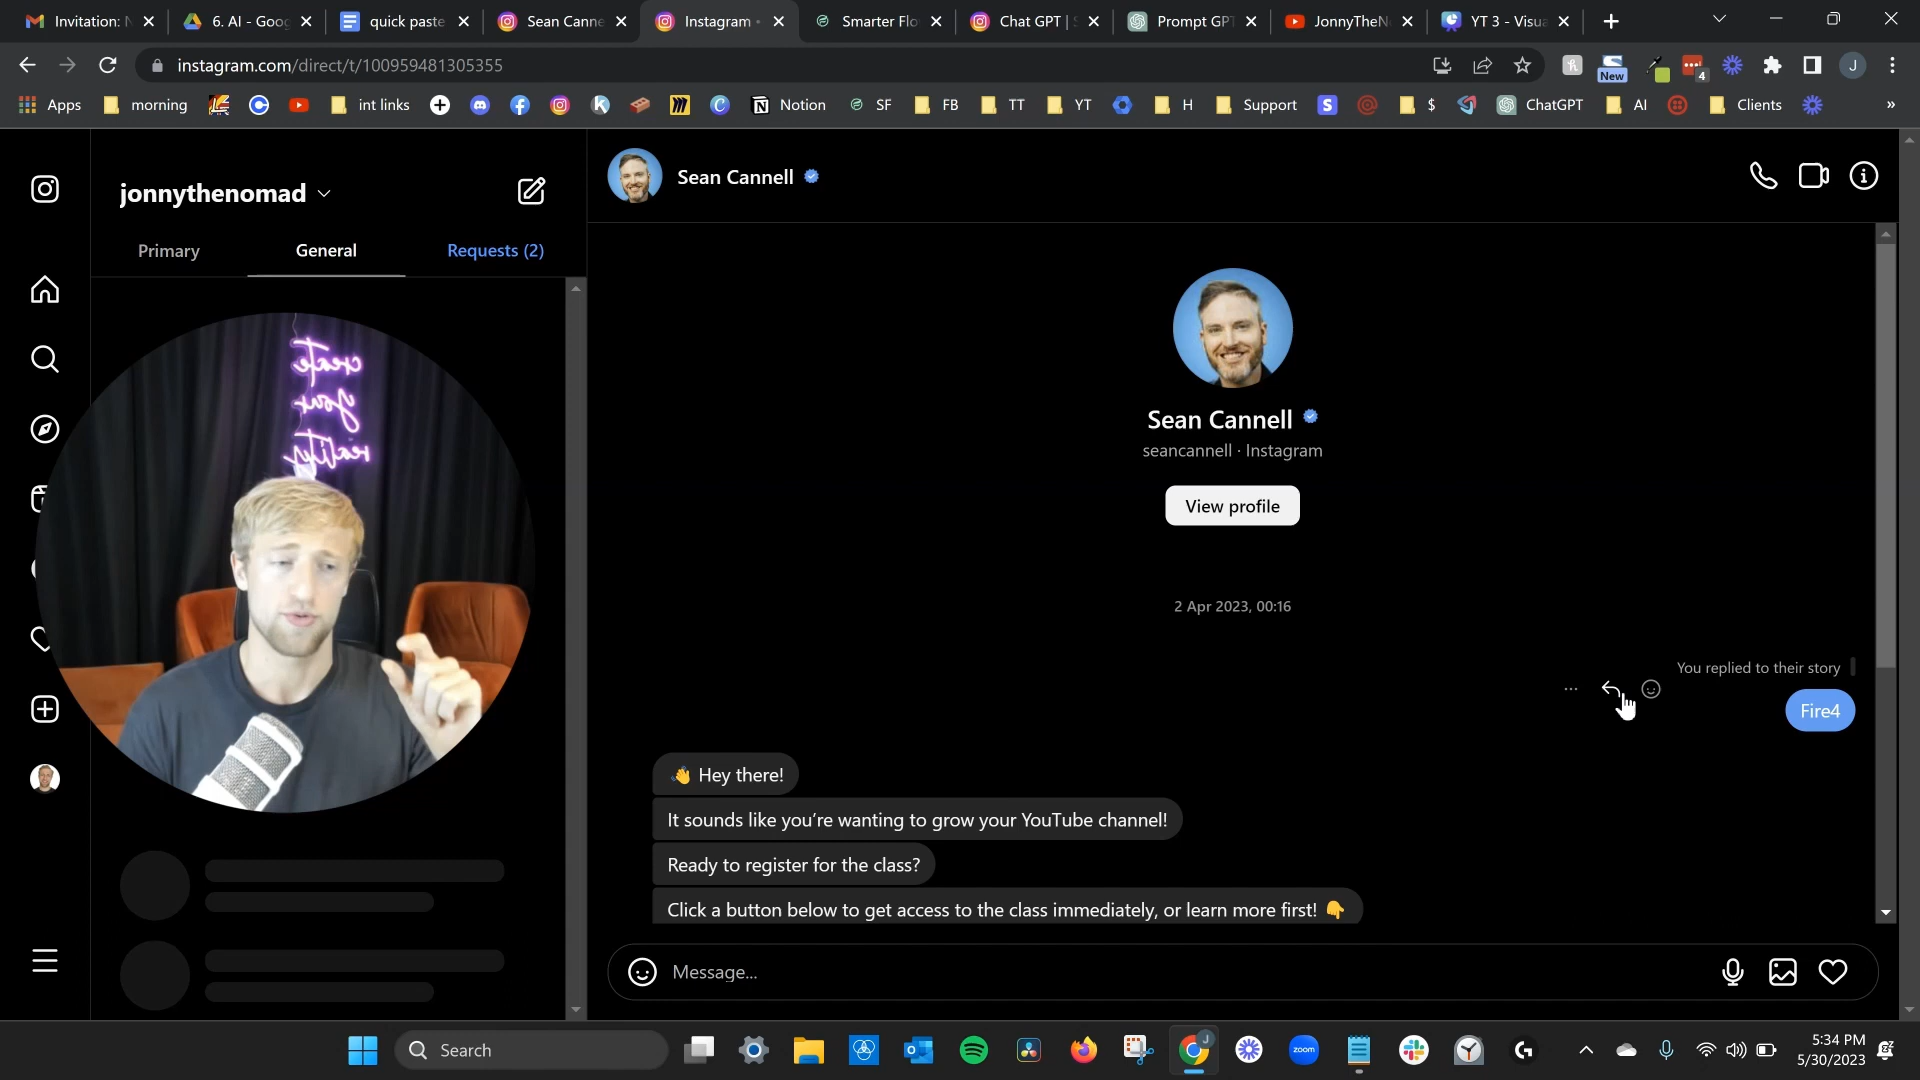 Invitation: N
6. AI - Goog
quick paste
Sean Canne
Instagram •
Smarter Flo
Chat GPT | S
Prompt GPT
JonnyTheN
YT 3 - Visua
instagram.com/direct/t/100959481305355
New
4
J
Apps
morning
int links
Notion
SF
FB
TT
YT
H
Support
$
ChatGPT
AI
Clients
»
jonnythenomad
Primary
General
Requests (2)
create
your
reality
Sean Cannell
Sean Cannell
seancannell · Instagram
View profile
2 Apr 2023, 00:16
You replied to their story
Fire4
👋 Hey there!
It sounds like you're wanting to grow your YouTube channel!
Ready to register for the class?
Click a button below to get access to the class immediately, or learn more first! 👇
Message...
Search
zoom
5:34 PM
5/30/2023